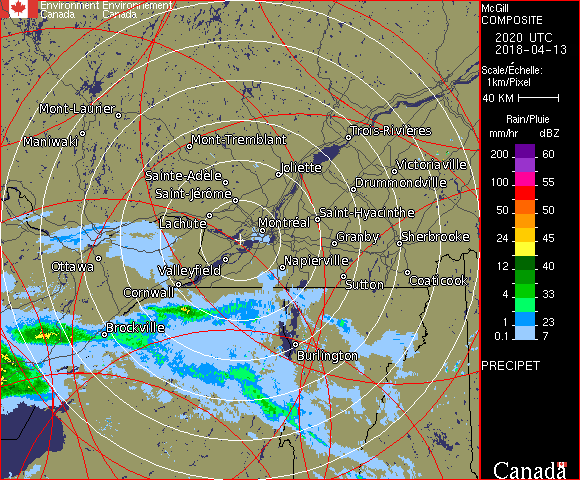 Environment Environnement
Canada Canada
McGill
COMPOSITE
2020 UTC
2018-04-13
Scale/Échelle:
1km/Pixel
40 KM
Rain/Pluie
mm/hr dBZ
200 60
150 57
100 55
50 50
24 45
12 40
4 33
1 23
0.1 7
PRECIPET
Canada
Mont-Laurier
Maniwaki
Mont-Tremblant
Trois-Rivières
Joliette
Victoriaville
Sainte-Adèle
Drummondville
Saint-Jérôme
Lachute
Saint-Hyacinthe
Montréal
Granby
Sherbrooke
Ottawa
Valleyfield
Napierville
Cornwall
Sutton
Coaticook
Brockville
Burlington